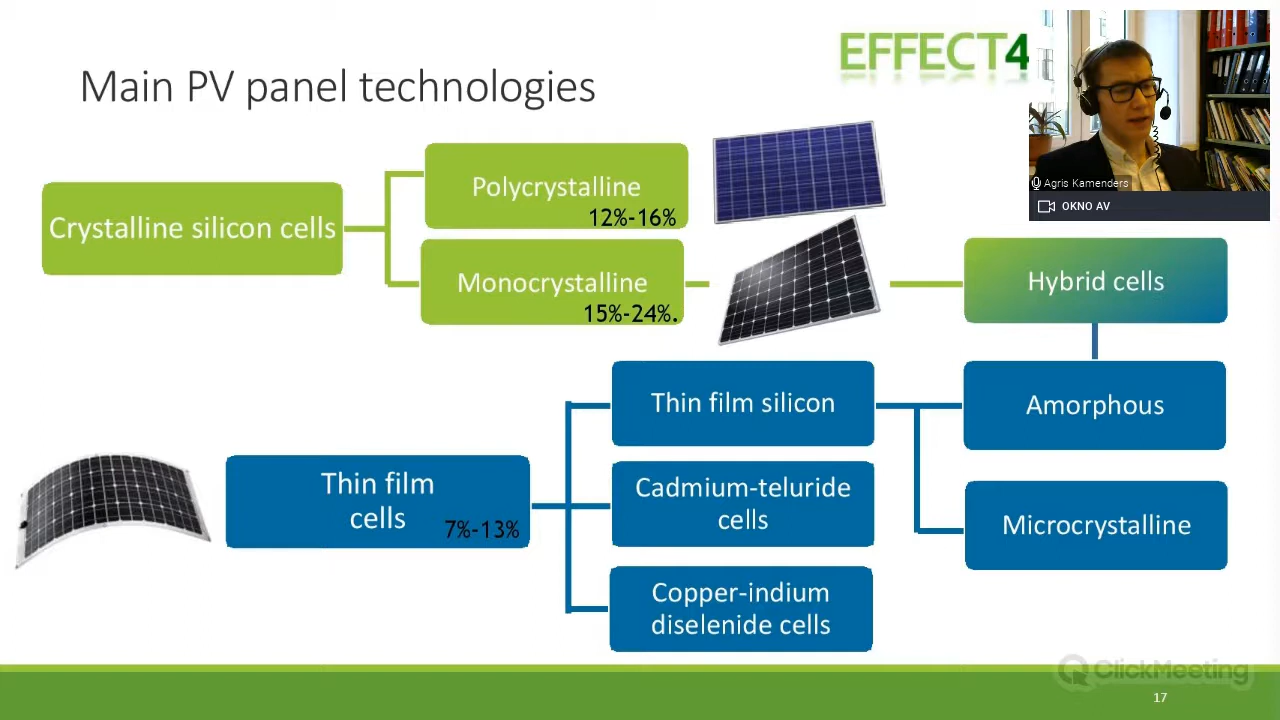 EFFECT4
Main PV panel technologies
Agris Kamenders
OKNO AV
Crystalline silicon cells
Polycrystalline
12%-16%
Monocrystalline
15%-24%.
Hybrid cells
Thin film silicon
Amorphous
Thin film
cells
7%-13%
Cadmium-teluride
cells
Microcrystalline
Copper-indium
diselenide cells
ClickMeeting
17